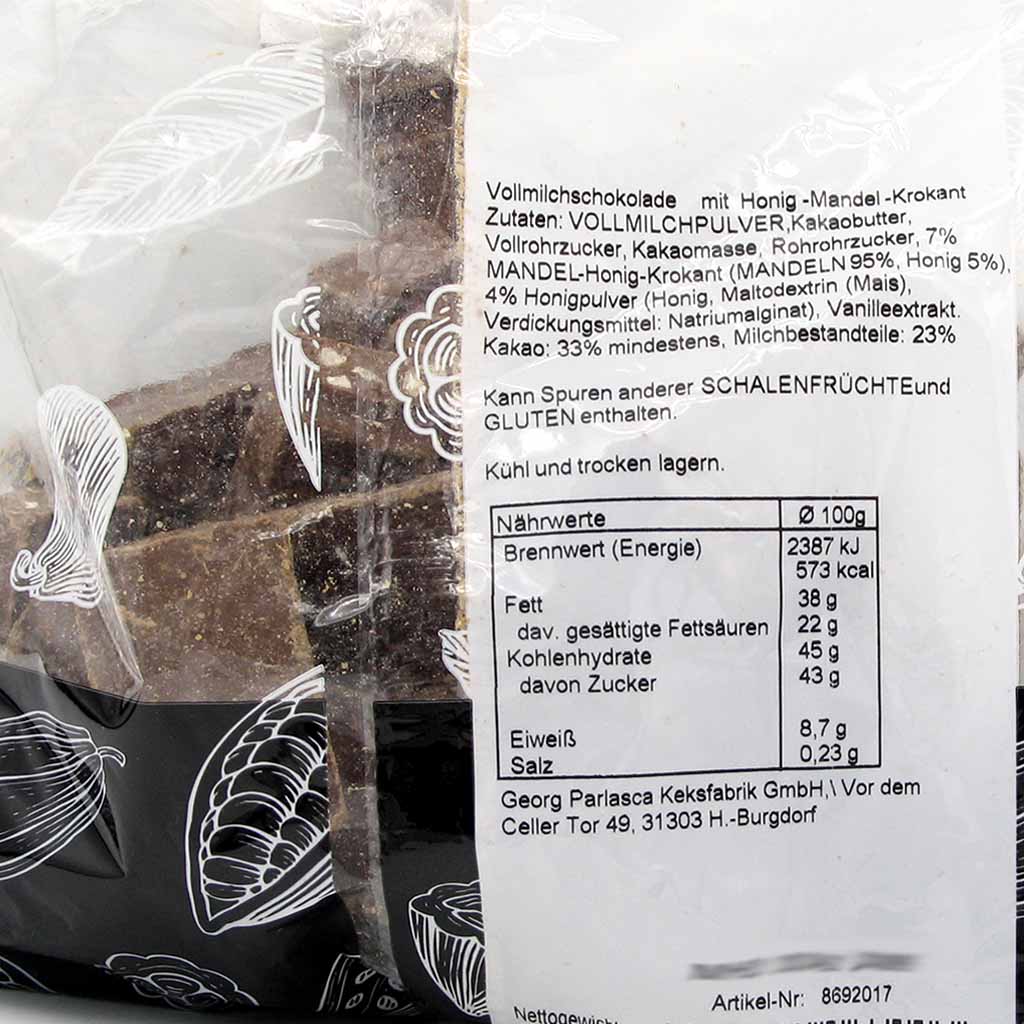 Vollmilchschokolade mit Honig-Mandel-Krokant
Zutaten: VOLLMILCHPULVER,Kakaobutter,
Vollrohrzucker, Kakaomasse, Rohrohrzucker, 7%
MANDEL-Honig-Krokant (MANDELN 95%, Honig 5%),
4% Honigpulver (Honig, Maltodextrin (Mais),
Verdickungsmittel: Natriumalginat), Vanilleextrakt.
Kakao: 33% mindestens, Milchbestandteile: 23%
Kann Spuren anderer SCHALENFRÜCHTEund
GLUTEN enthalten.
Kühl und trocken lagern.
Nährwerte Ø 100g
Brennwert (Energie) 2387 kJ
573 kcal
Fett 38 g
dav. gesättigte Fettsäuren 22 g
Kohlenhydrate 45 g
davon Zucker 43 g
Eiweiß 8,7 g
Salz 0,23 g
Georg Parlasca Keksfabrik GmbH,\ Vor dem
Celler Tor 49, 31303 H.-Burgdorf
Artikel-Nr: 8692017